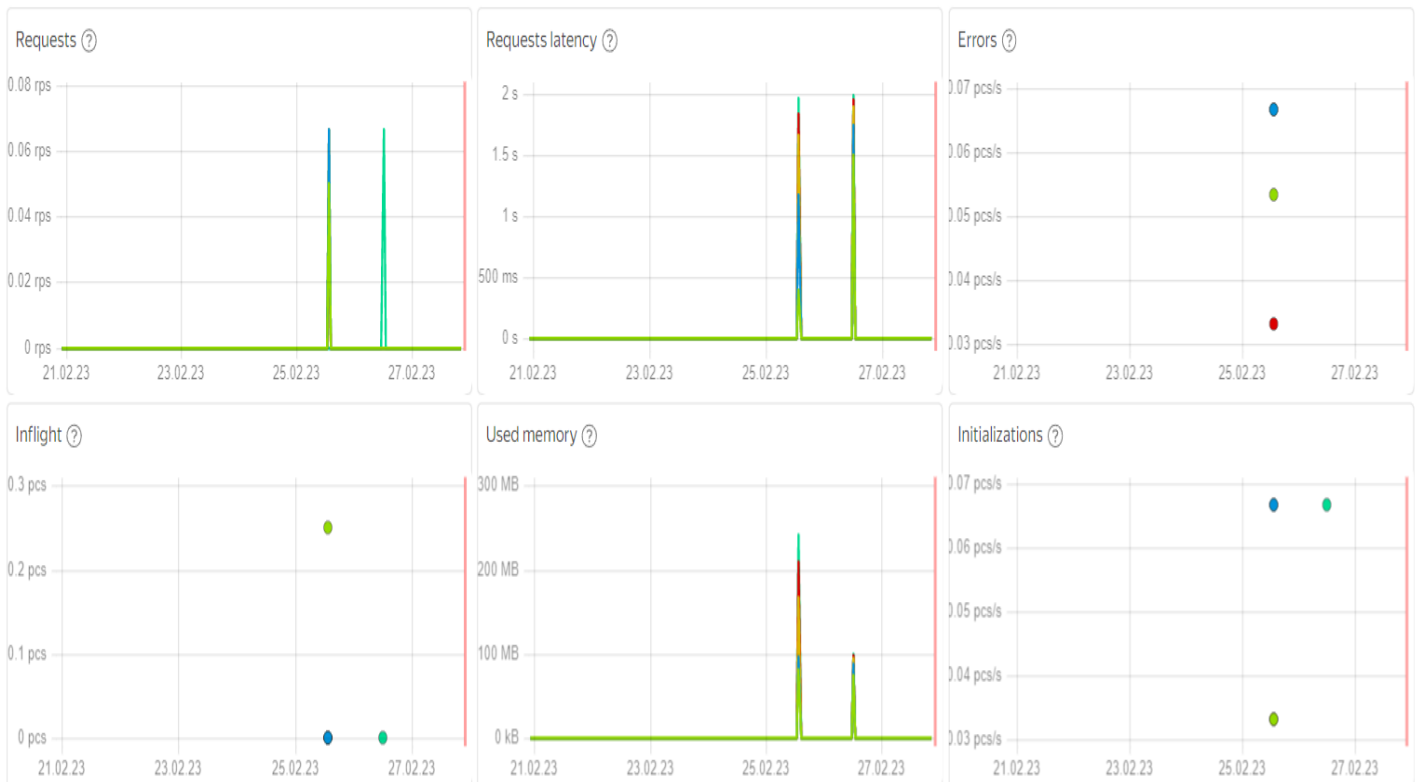 Requests ?
0.08 rps
0.06 rps
0.04 rps
0.02 rps
0 rps
21.02.23 23.02.23 25.02.23 27.02.23
Requests latency ?
2 s
1.5 s
1 s
500 ms
0 s
21.02.23 23.02.23 25.02.23 27.02.23
Errors ?
0.07 pcs/s
0.06 pcs/s
0.05 pcs/s
0.04 pcs/s
0.03 pcs/s
21.02.23 23.02.23 25.02.23 27.02.23
Inflight ?
0.3 pcs
0.2 pcs
0.1 pcs
0 pcs
21.02.23 23.02.23 25.02.23 27.02.23
Used memory ?
300 MB
200 MB
100 MB
0 kB
21.02.23 23.02.23 25.02.23 27.02.23
Initializations ?
0.07 pcs/s
0.06 pcs/s
0.05 pcs/s
0.04 pcs/s
0.03 pcs/s
21.02.23 23.02.23 25.02.23 27.02.23